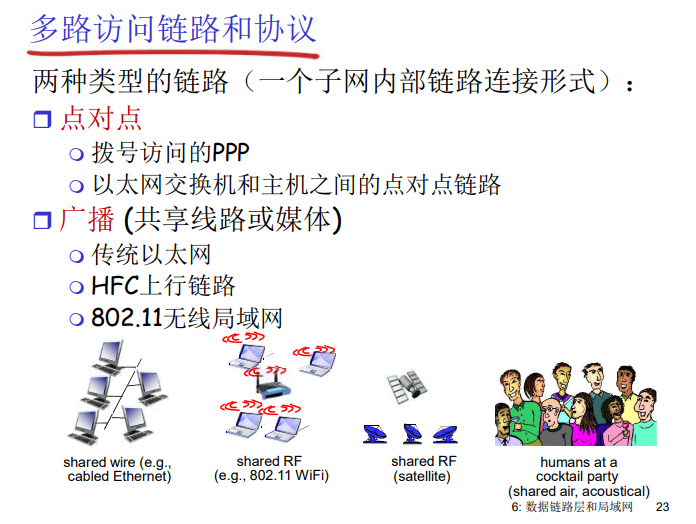 多路访问链路和协议
两种类型的链路（一个子网内部链路连接形式）：
点对点
拨号访问的PPP
以太网交换机和主机之间的点对点链路
广播 (共享线路或媒体)
传统以太网
HFC上行链路
802.11无线局域网
shared wire (e.g.,
cabled Ethernet)
shared RF
(e.g., 802.11 WiFi)
shared RF
(satellite)
humans at a
cocktail party
(shared air, acoustical)
6: 数据链路层和局域网 23